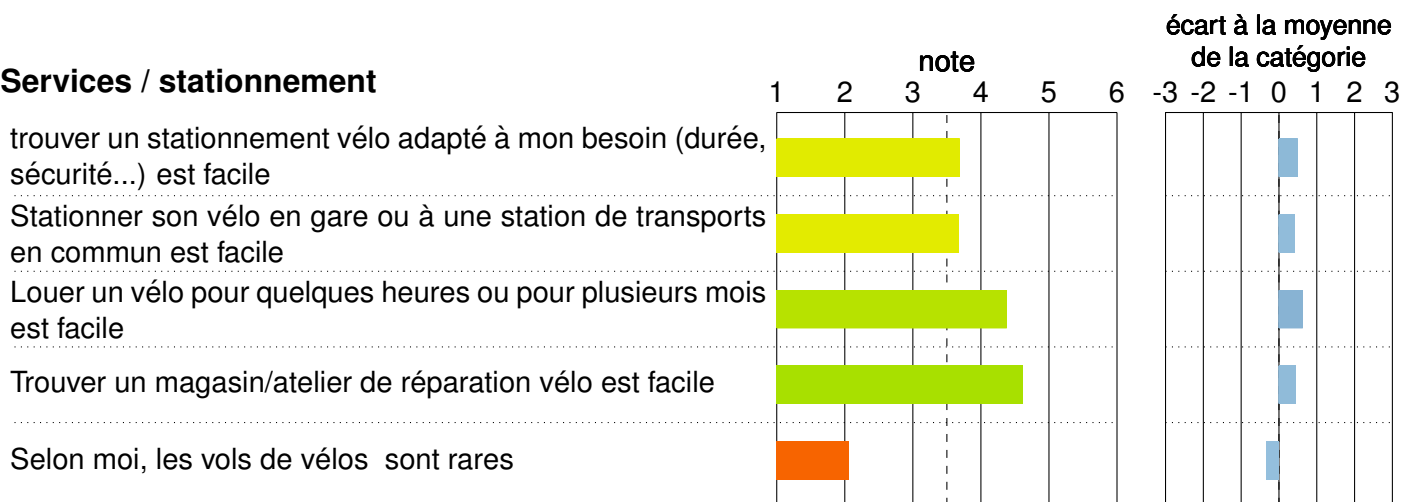 écart à la moyenne
note de la catégorie
Services / stationnement
1 2 3 4 5 6 -3 -2 -1 0 1 2 3
trouver un stationnement vélo adapté à mon besoin (durée,
sécurité...) est facile
Stationner son vélo en gare ou à une station de transports
en commun est facile
Louer un vélo pour quelques heures ou pour plusieurs mois
est facile
Trouver un magasin/atelier de réparation vélo est facile
Selon moi, les vols de vélos sont rares